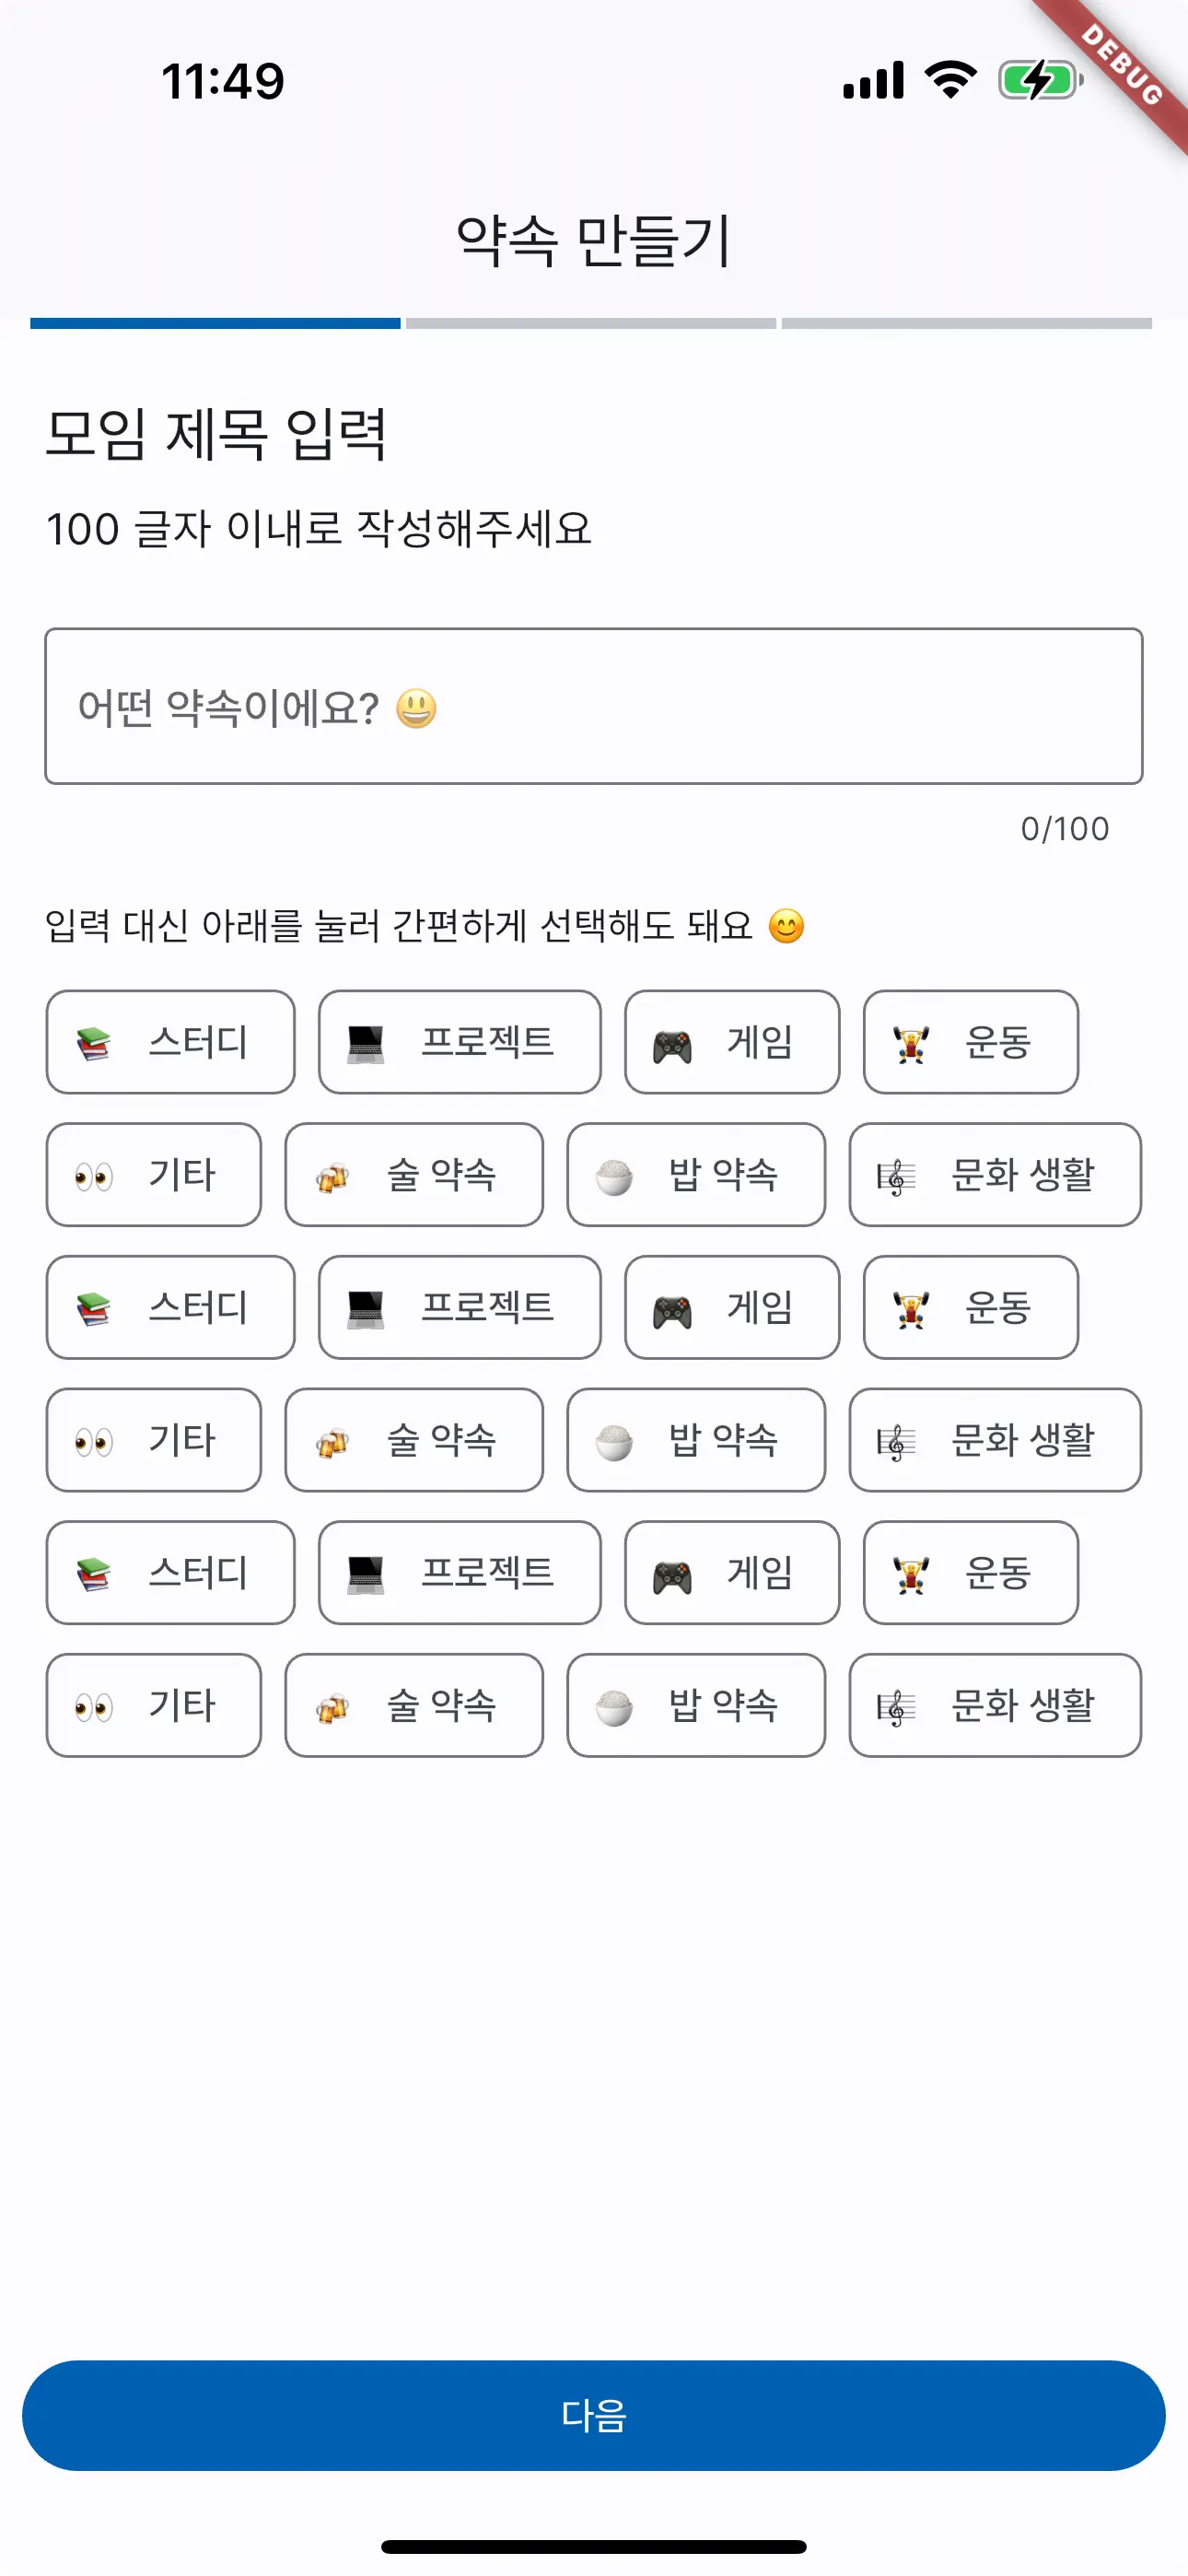 11:49
DEBUG
약속 만들기
모임 제목 입력
100 글자 이내로 작성해주세요
어떤 약속이에요? 😃
0/100
입력 대신 아래를 눌러 간편하게 선택해도 돼요 😊
📚 스터디 💻 프로젝트 🎮 게임 🏋️ 운동
👀 기타 🍻 술 약속 🍚 밥 약속 🎼 문화 생활
📚 스터디 💻 프로젝트 🎮 게임 🏋️ 운동
👀 기타 🍻 술 약속 🍚 밥 약속 🎼 문화 생활
📚 스터디 💻 프로젝트 🎮 게임 🏋️ 운동
👀 기타 🍻 술 약속 🍚 밥 약속 🎼 문화 생활
다음